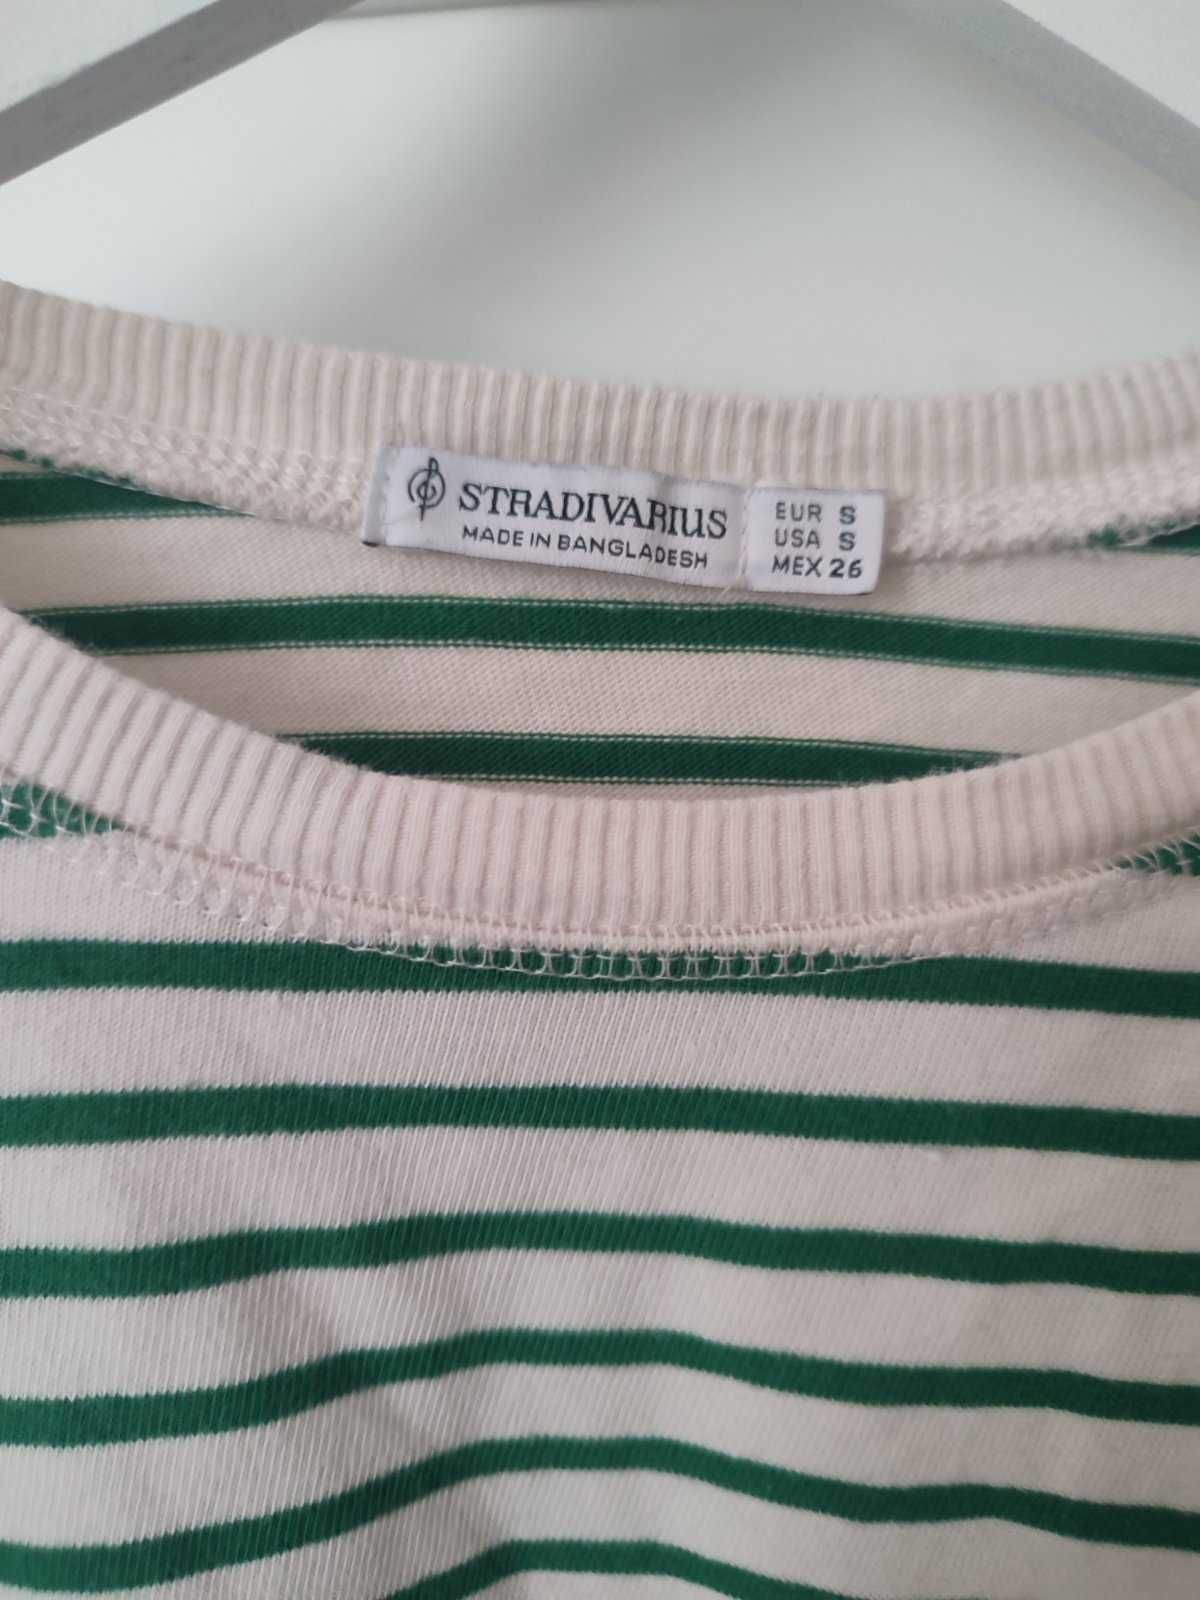 STRADIVARIUS
MADE IN BANGLADESH
EUR S
USA S
MEX 26